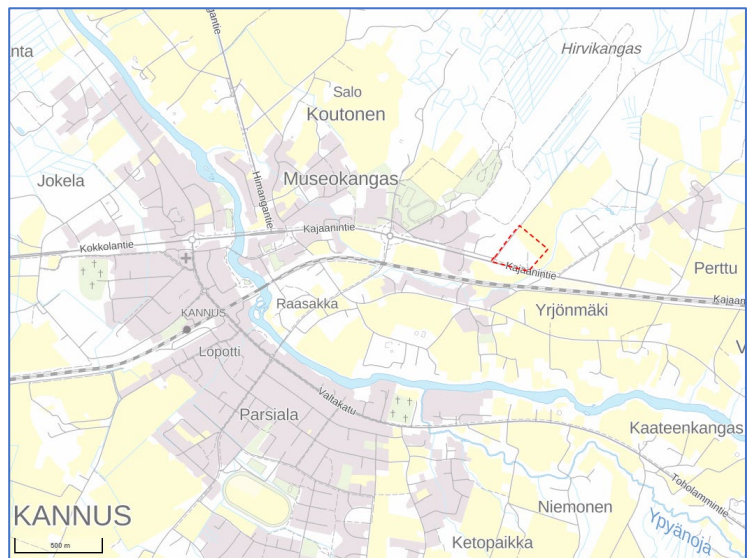 Hirvikangas
nta
Salo
Koutonen
Jokela
Museokangas
Himangantie
Kajaanintie
Kokkolantie
Kajaanintie
Perttu
KANNUS
Raasakka
Kajaan
Yrjönmäki
V
Lopotti
Valtakatu
Parsiala
Kaateenkangas
Toholammintie
KANNUS
Niemonen
Ypyänoja
500 m
Ketopaikka